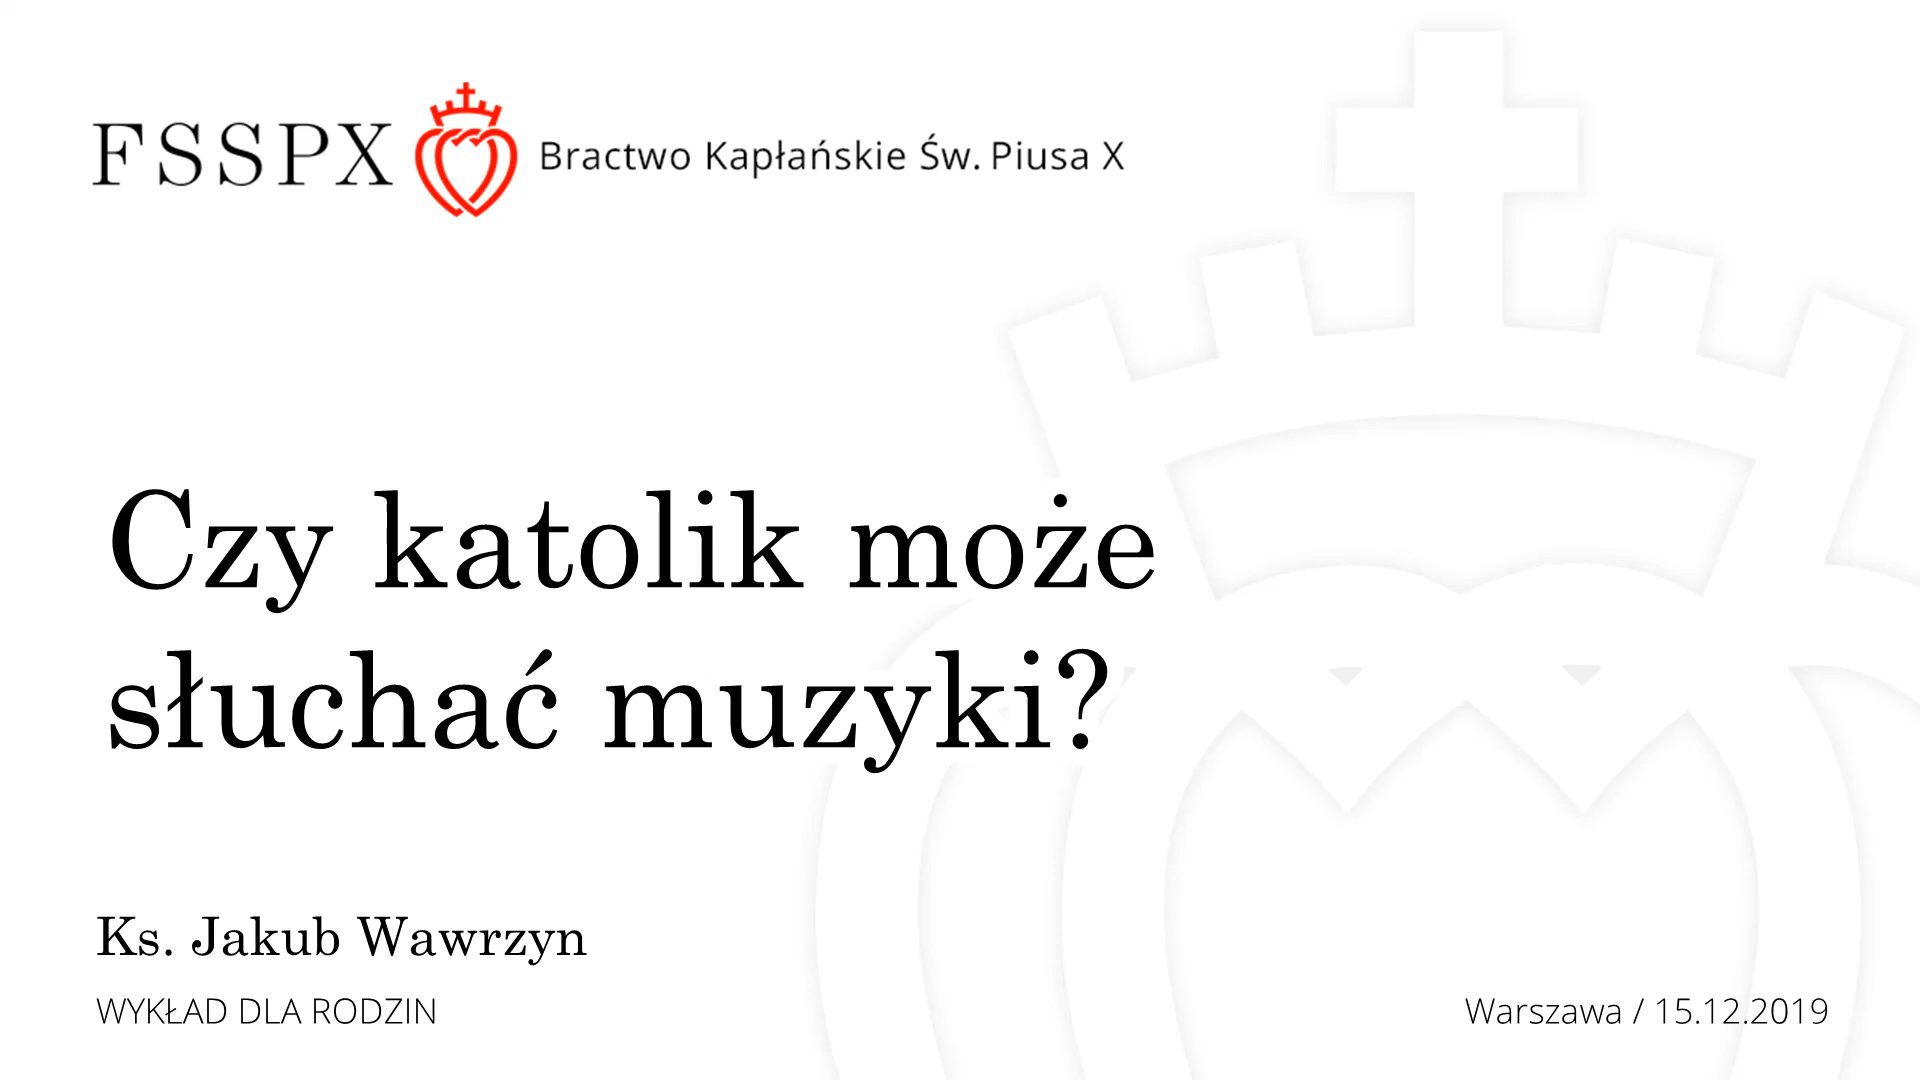 FSSPX Bractwo Kapłańskie Św. Piusa X
Czy katolik może
słuchać muzyki?
Ks. Jakub Wawrzyn
WYKŁAD DLA RODZIN
Warszawa / 15.12.2019